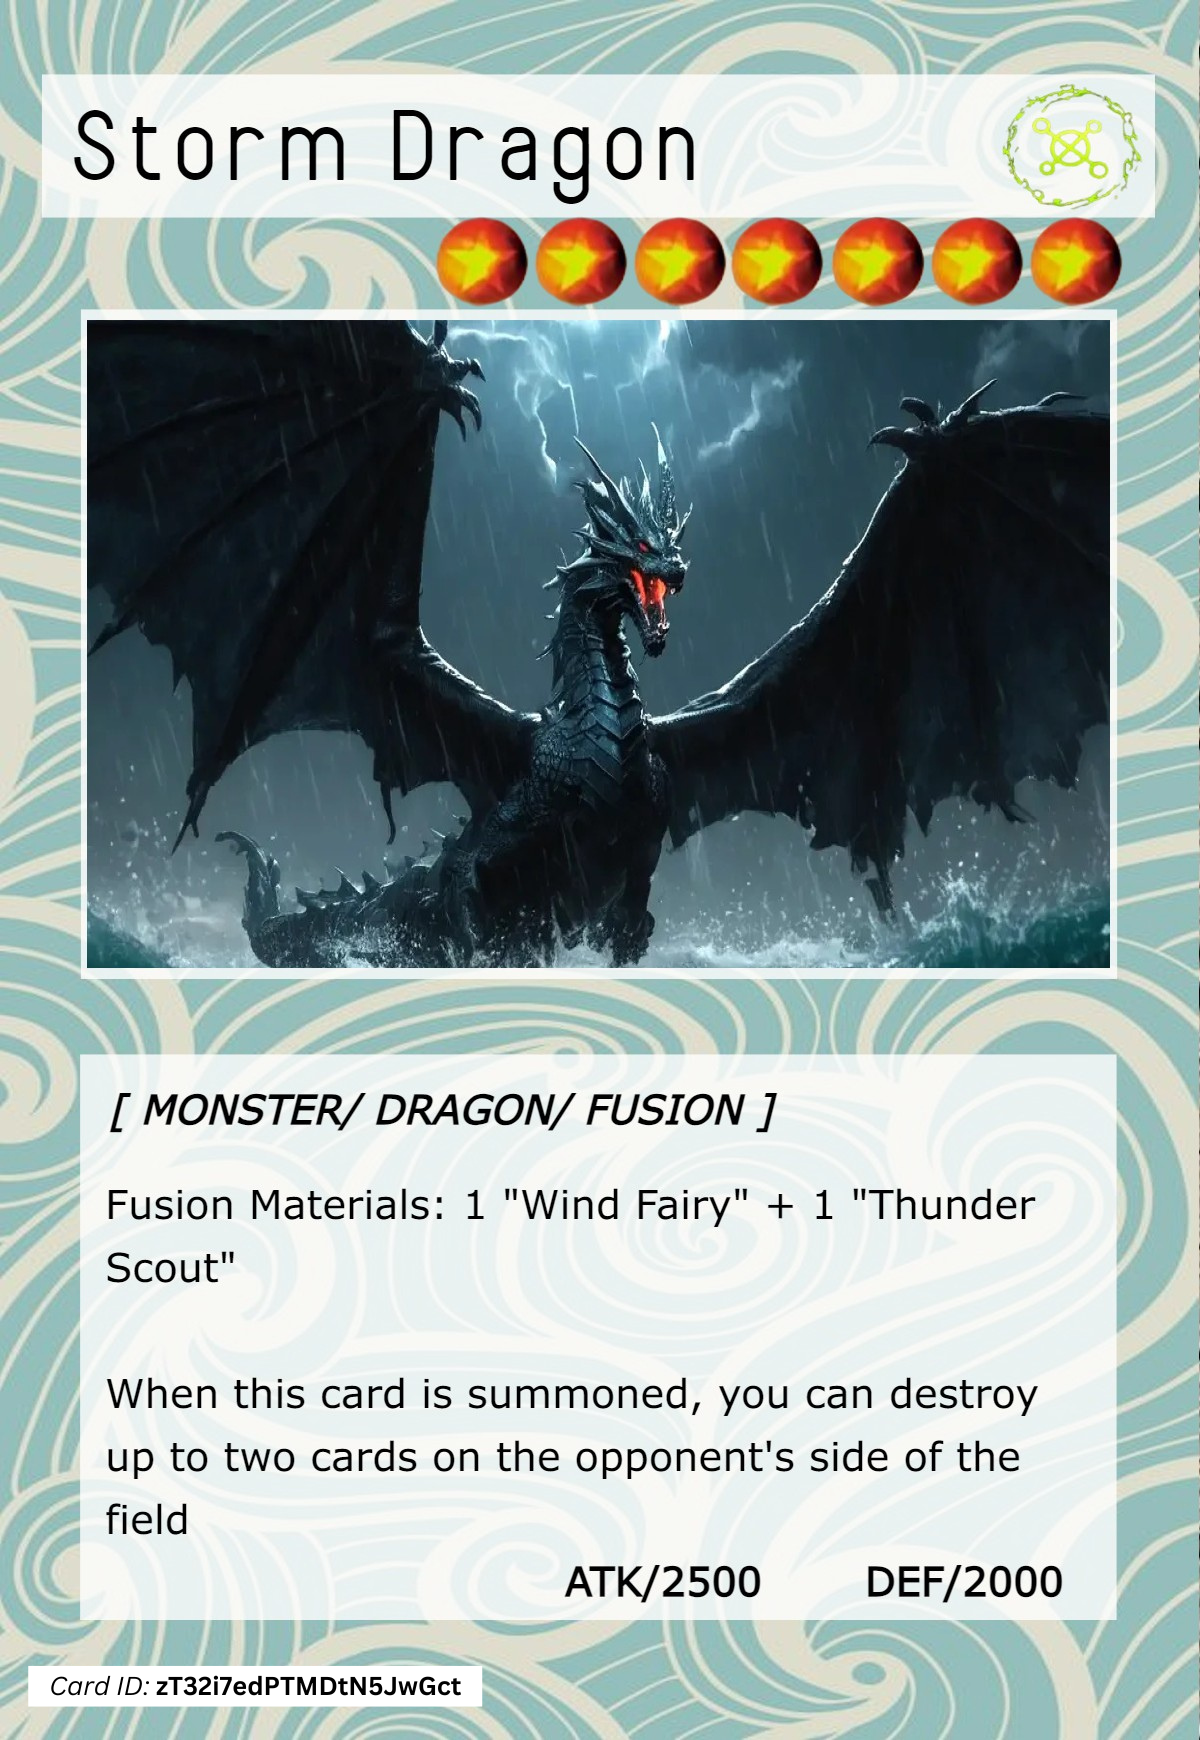 Storm Dragon
[ MONSTER/ DRAGON/ FUSION ]
Fusion Materials: 1 "Wind Fairy" + 1 "Thunder
Scout"
When this card is summoned, you can destroy
up to two cards on the opponent's side of the
field
ATK/2500 DEF/2000
Card ID: zT32i7edPTMDtN5JwGct